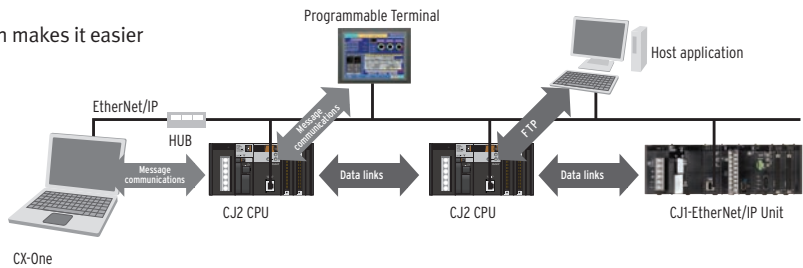 n makes it easier
Programmable Terminal
Host application
EtherNet/IP
HUB
Message
communications
FTP
Message
communications
Data links
Data links
CJ2 CPU
CJ2 CPU
CJ1-EtherNet/IP Unit
CX-One